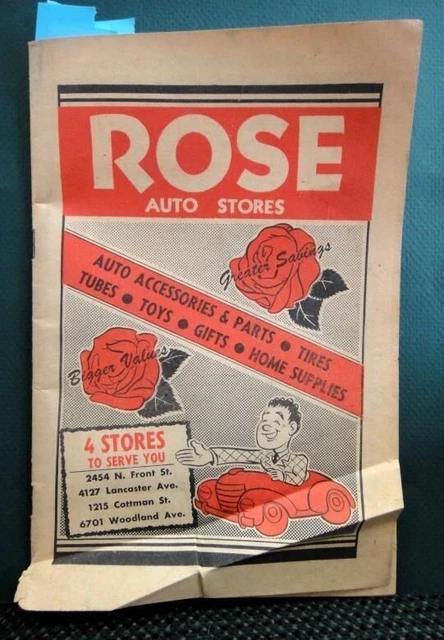 ROSE
AUTO STORES
Greater Savings
AUTO ACCESSORIES & PARTS • TIRES
TUBES • TOYS • GIFTS • HOME SUPPLIES
Bigger Values
4 STORES
TO SERVE YOU
2454 N. Front St.
4127 Lancaster Ave.
1215 Cottman St.
6701 Woodland Ave.